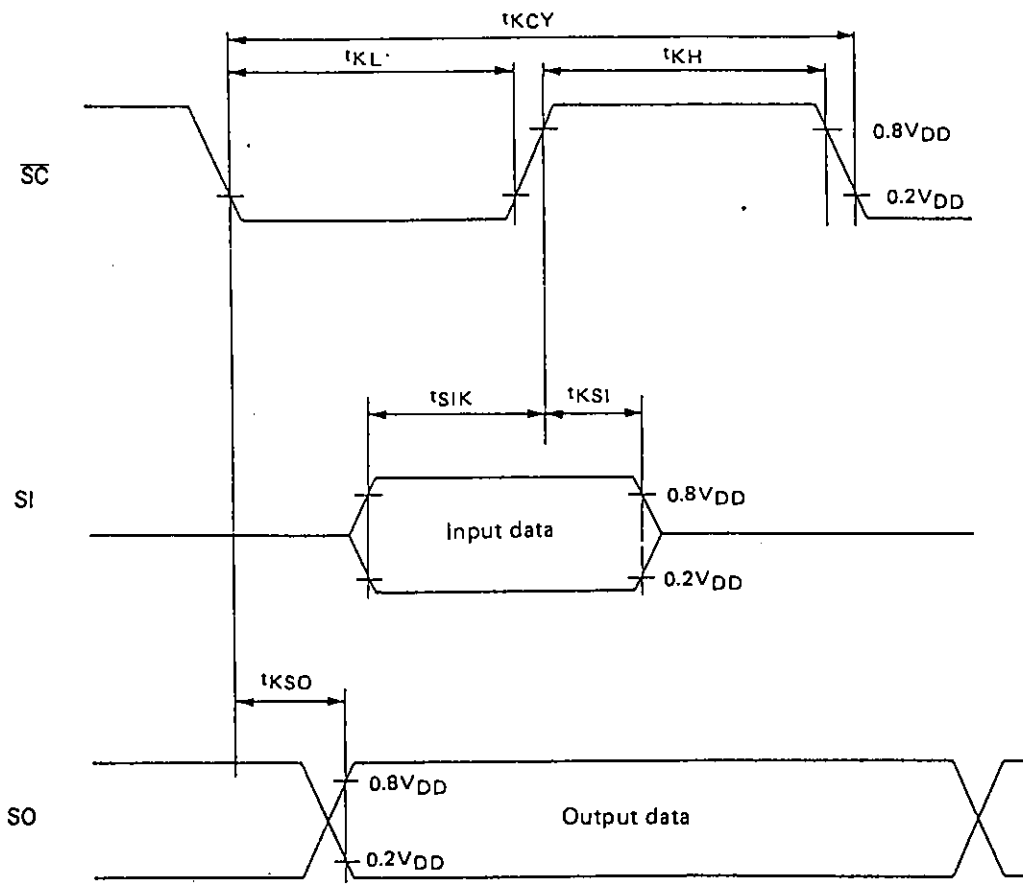 tKCY
tKL
tKH
SC
0.8VDD
0.2VDD
tSIK
tKSI
SI
Input data
0.8VDD
0.2VDD
tKSO
SO
0.8VDD
Output data
0.2VDD